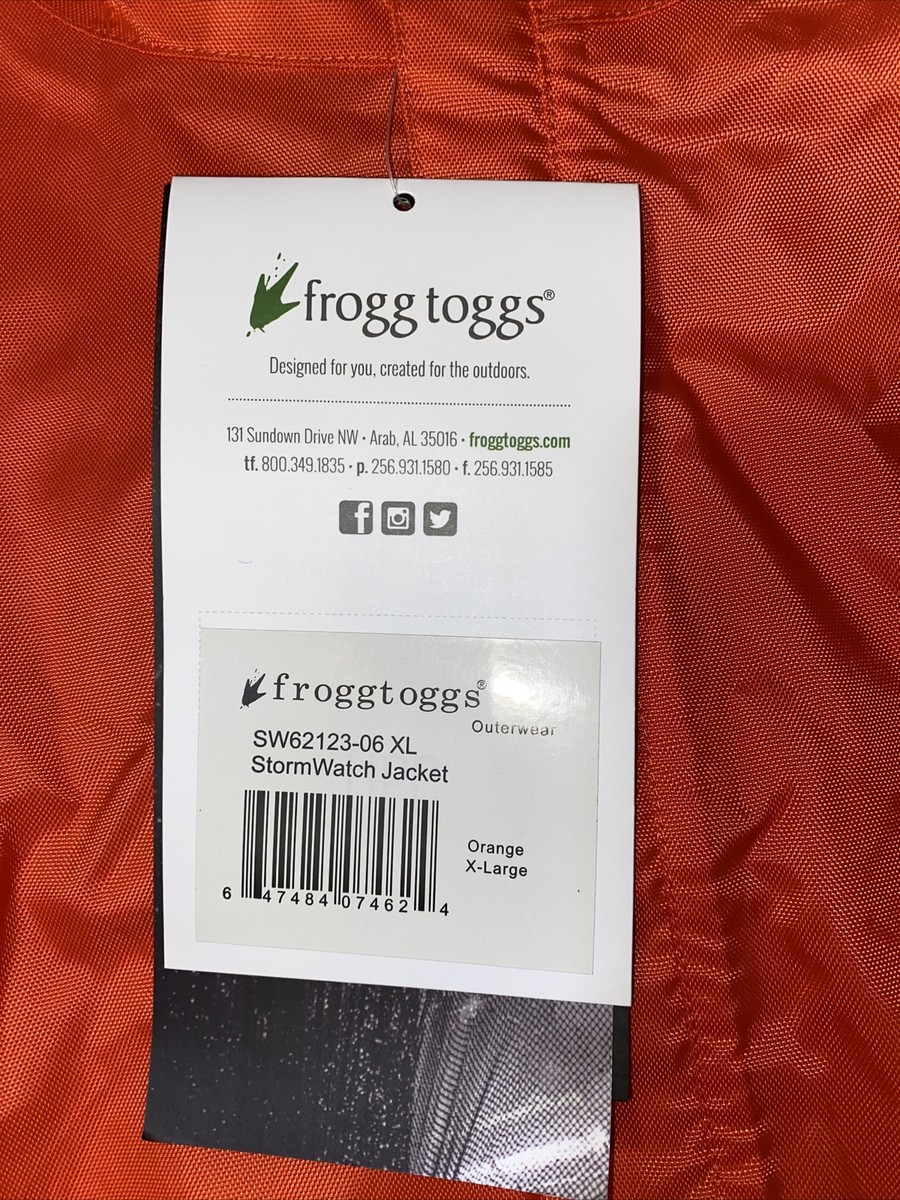 frogg toggs®
Designed for you, created for the outdoors.
131 Sundown Drive NW • Arab, AL 35016 • froggtoggs.com
tf. 800.349.1835 • p. 256.931.1580 • f. 256.931.1585
froggtoggs®
Outerwear
SW62123-06 XL
StormWatch Jacket
Orange
X-Large
6 47484 07462 4